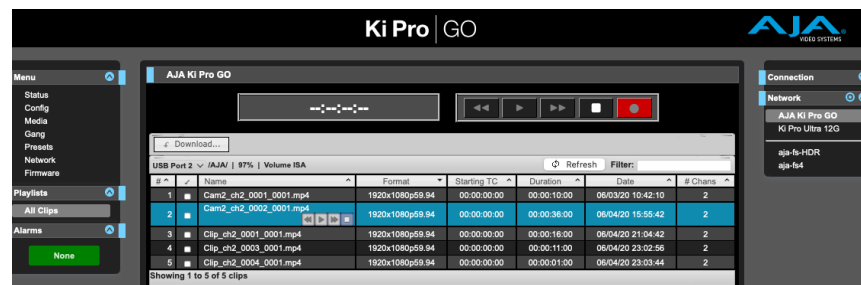 Ki Pro GO
AJA
VIDEO SYSTEMS
Menu
Status
Config
Media
Gang
Presets
Network
Firmware
Playlists
All Clips
Alarms
None
AJA Ki Pro GO
--:--:--:--
Download...
USB Port 2 /AJA/ | 97% | Volume ISA Refresh Filter:
# Name Format Starting TC Duration Date # Chans
1 Cam2_ch2_0001_0001.mp4 1920x1080p59.94 00:00:00:00 00:00:10:00 06/03/20 10:42:10 2
2 Cam2_ch2_0002_0001.mp4 1920x1080p59.94 00:00:00:00 00:00:36:00 06/04/20 15:55:42 2
3 Clip_ch2_0001_0001.mp4 1920x1080p59.94 00:00:00:00 00:00:16:00 06/04/20 21:04:42 2
4 Clip_ch2_0003_0001.mp4 1920x1080p59.94 00:00:00:00 00:00:11:00 06/04/20 23:02:56 2
5 Clip_ch2_0004_0001.mp4 1920x1080p59.94 00:00:00:00 00:00:01:00 06/04/20 23:03:44 2
Showing 1 to 5 of 5 clips
Connection
Network
AJA Ki Pro GO
Ki Pro Ultra 12G
aja-fs-HDR
aja-fs4